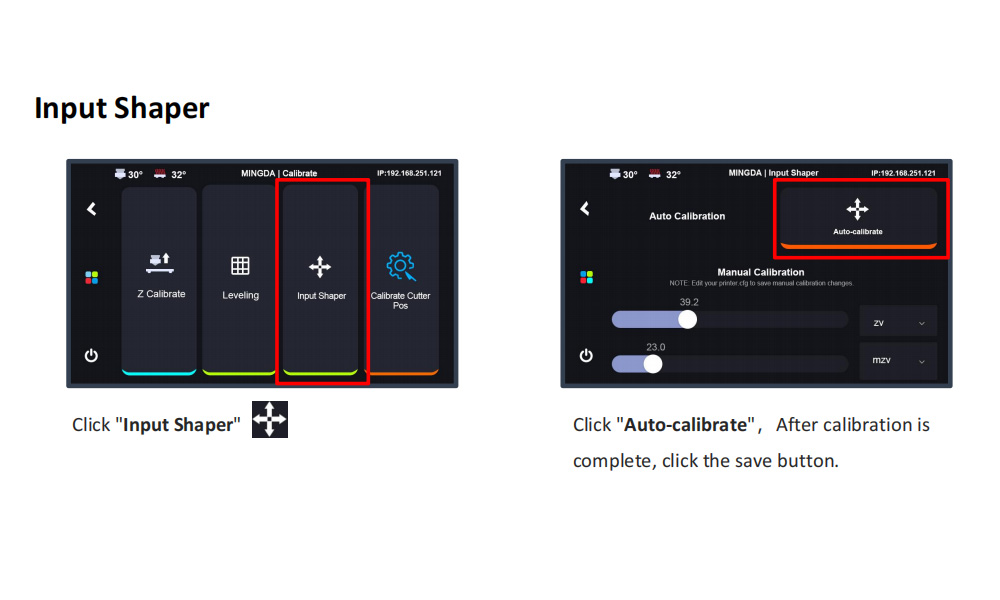 Input Shaper
30° 32° MINGDA | Calibrate IP:192.168.251.121
Z Calibrate
Leveling
Input Shaper
Calibrate Cutter
Pos
Click "Input Shaper"
30° 32° MINGDA | Input Shaper IP:192.168.251.121
Auto Calibration
Auto-calibrate
Manual Calibration
NOTE: Edit your printer.cfg to save manual calibration changes.
39.2
zv
23.0
mzv
Click "Auto-calibrate"，After calibration is
complete, click the save button.